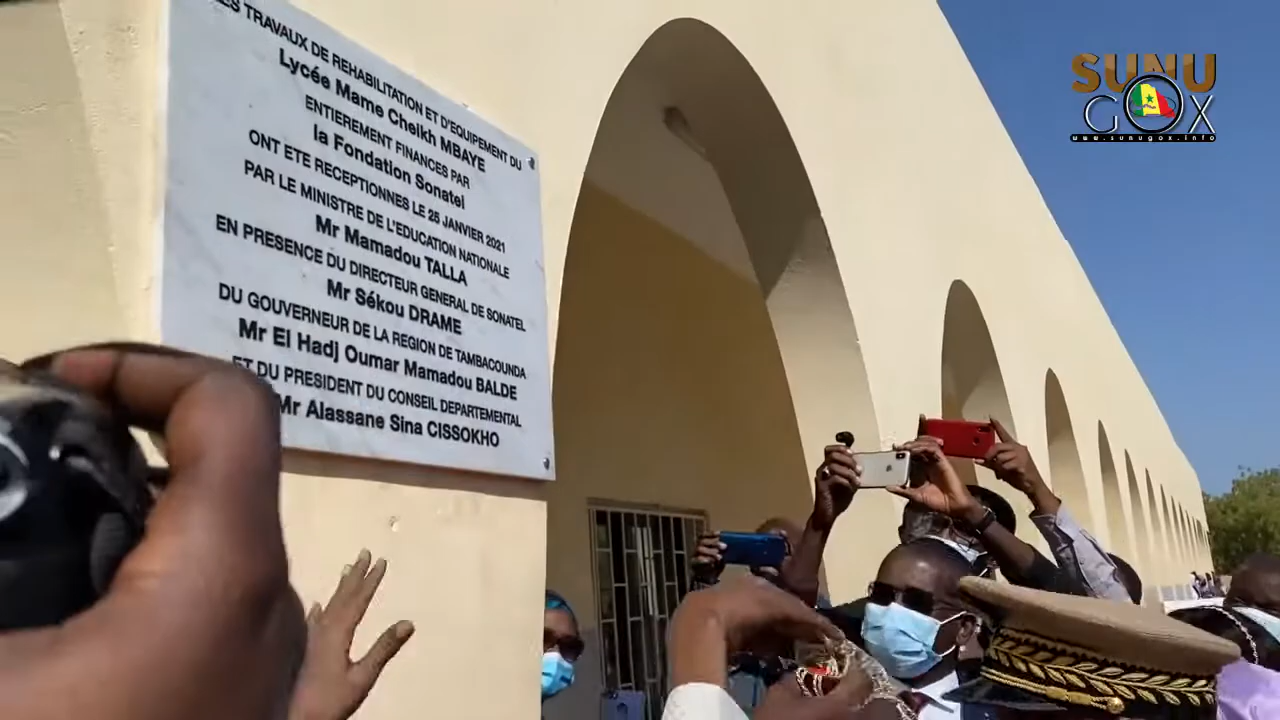 ES TRAVAUX DE REHABILITATION ET D'EQUIPEMENT DU
Lycée Mame Cheikh MBAYE
ENTIEREMENT FINANCES PAR
la Fondation Sonatel
ONT ETE RECEPTIONNES LE 25 JANVIER 2021
PAR LE MINISTRE DE L'EDUCATION NATIONALE
Mr Mamadou TALLA
EN PRESENCE DU DIRECTEUR GENERAL DE SONATEL
Mr Sékou DRAME
DU GOUVERNEUR DE LA REGION DE TAMBACOUNDA
Mr El Hadj Oumar Mamadou BALDE
ET DU PRESIDENT DU CONSEIL DEPARTEMENTAL
Mr Alassane Sina CISSOKHO
SUNU
GOX
www.sunugox.info